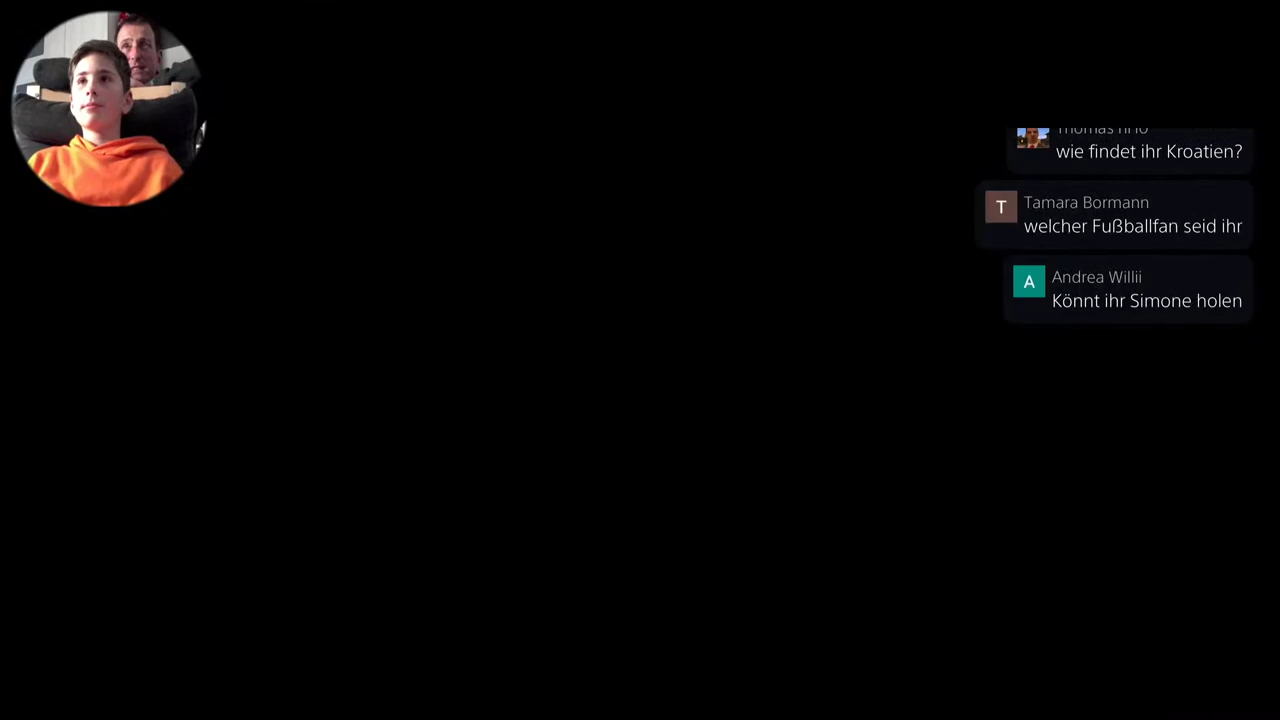 wie findet ihr Kroatien?
T
Tamara Bormann
welcher Fußballfan seid ihr
A
Andrea Willii
Könnt ihr Simone holen